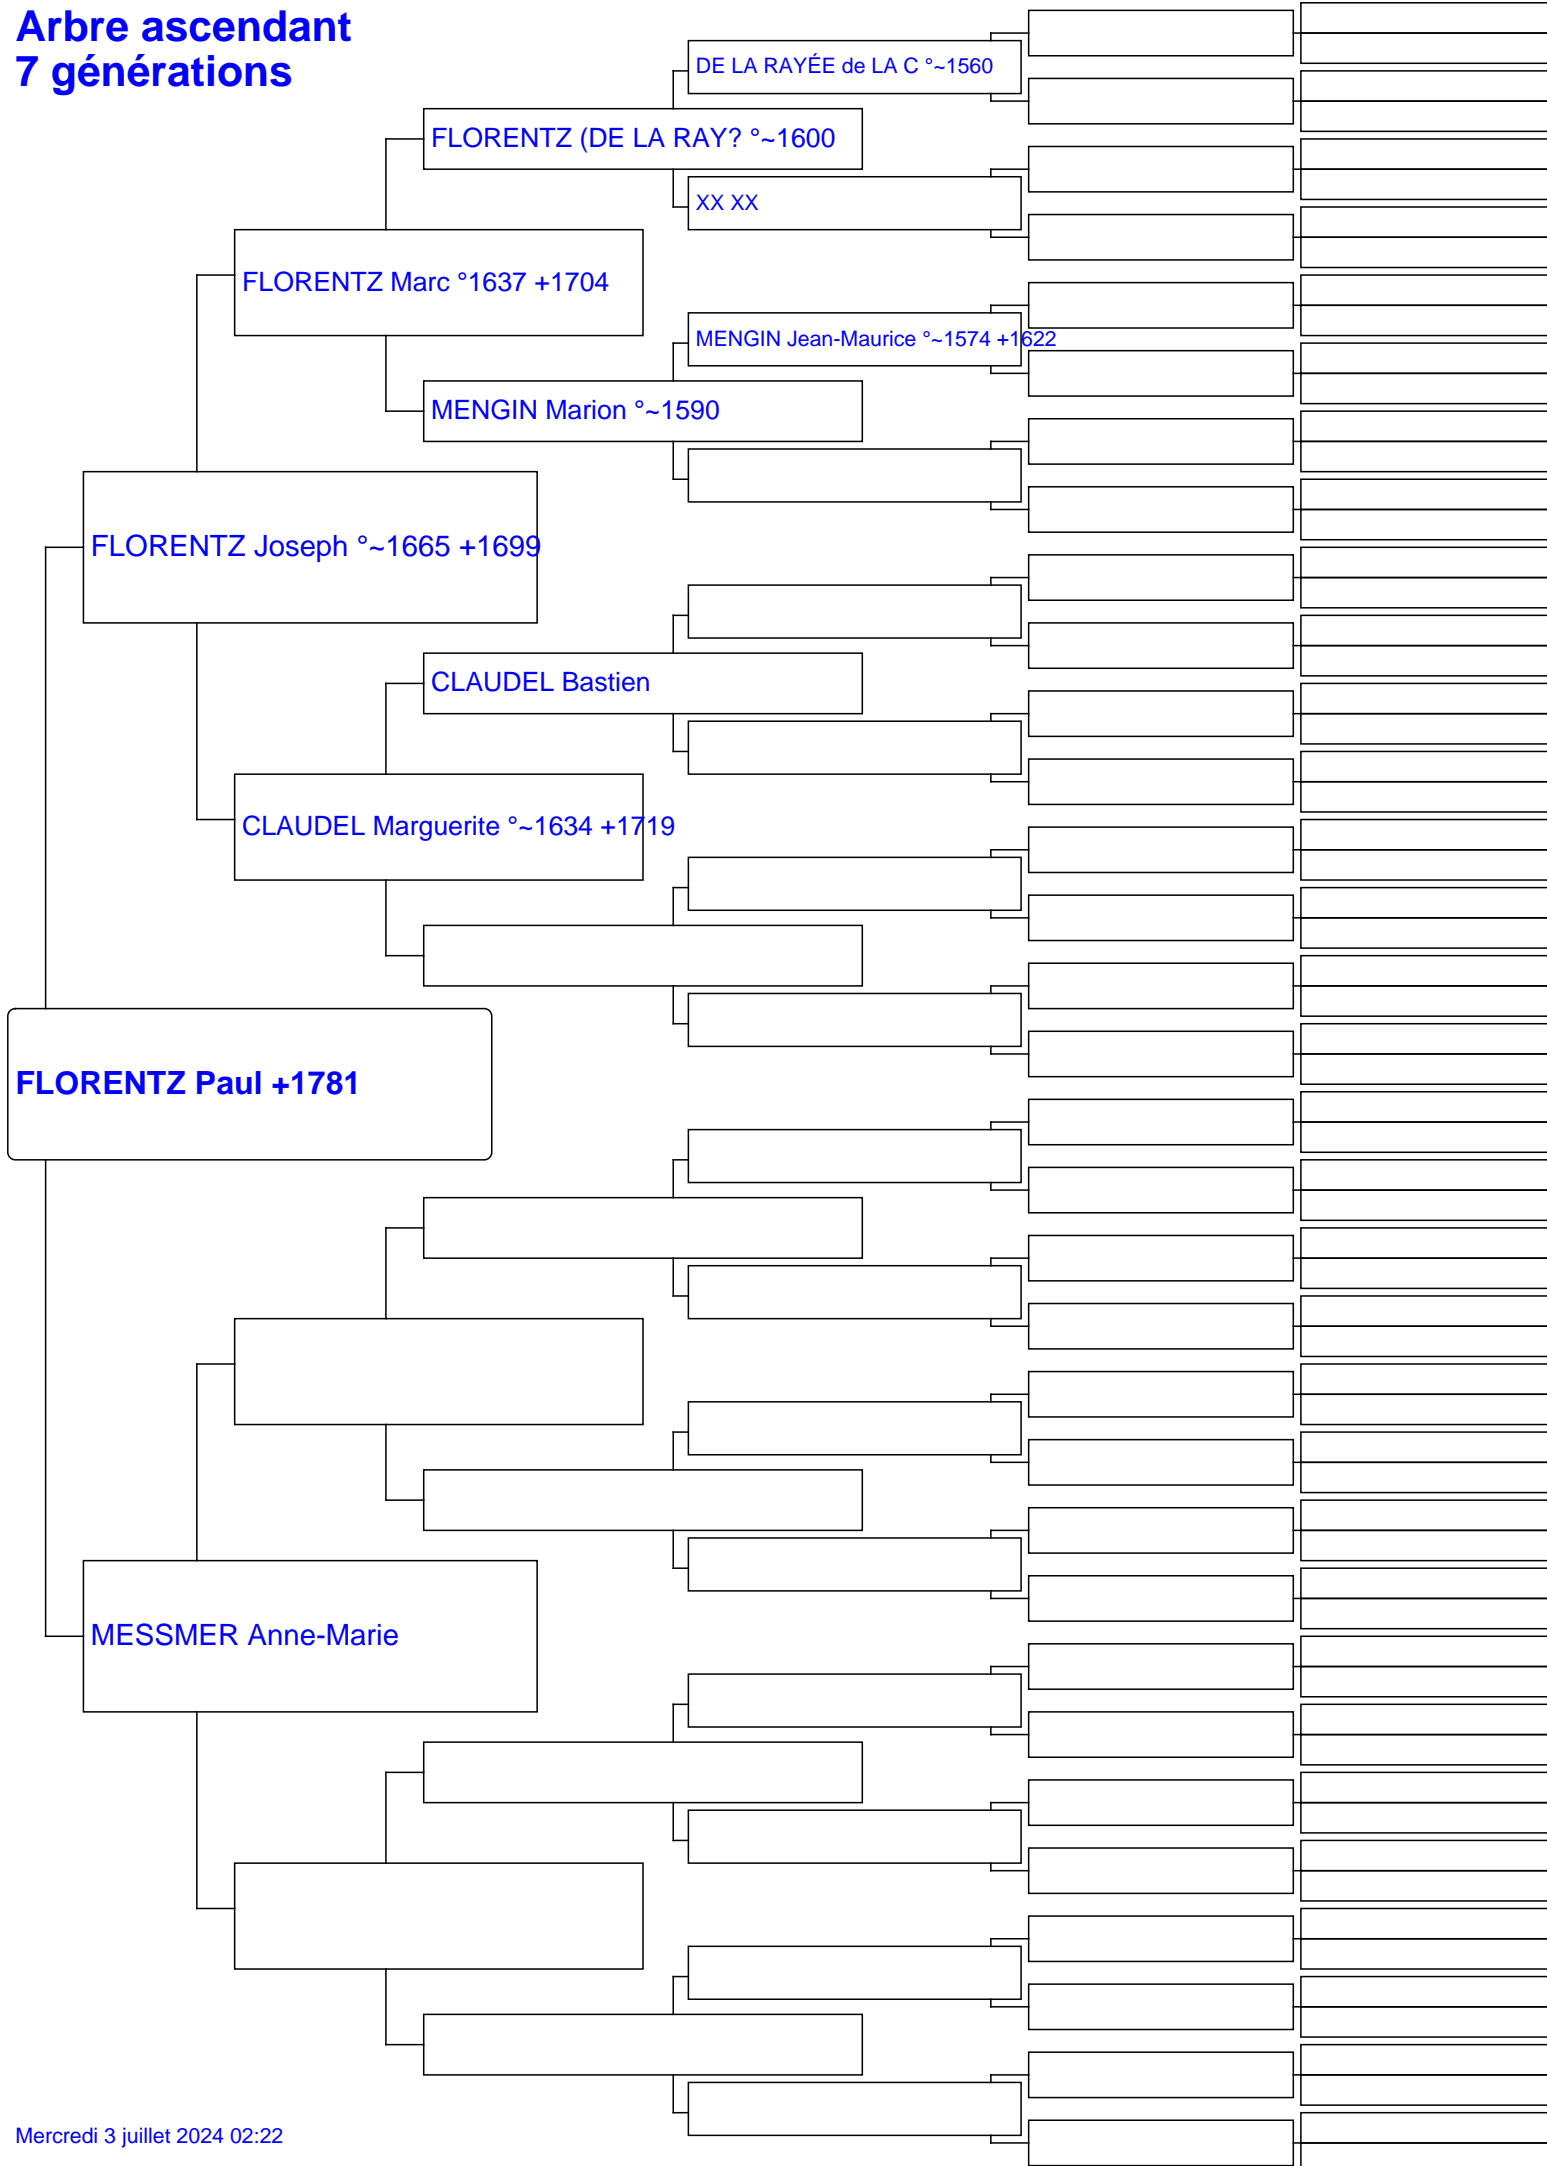 Arbre ascendant
7 générations
DE LA RAYÉE de LA C °~1560
FLORENTZ (DE LA RAY? °~1600
XX XX
FLORENTZ Marc °1637 +1704
MENGIN Jean-Maurice °~1574 +1622
MENGIN Marion °~1590
FLORENTZ Joseph °~1665 +1699
CLAUDEL Bastien
CLAUDEL Marguerite °~1634 +1719
FLORENTZ Paul +1781
MESSMER Anne-Marie
Mercredi 3 juillet 2024 02:22